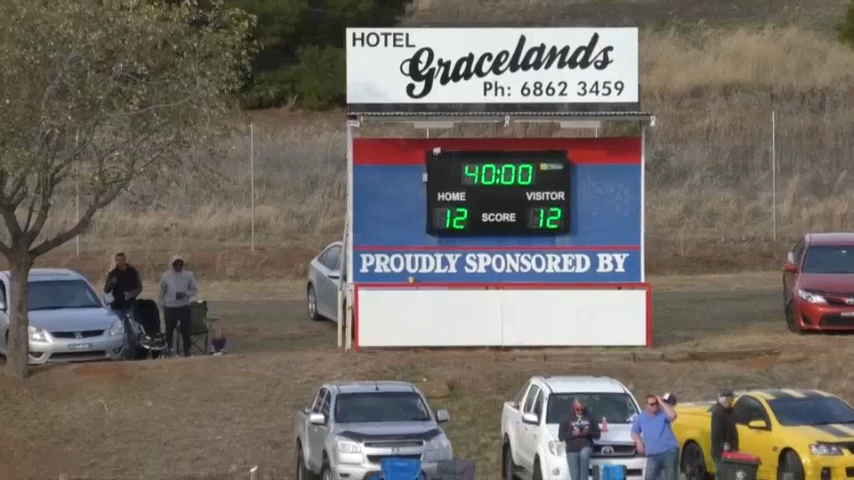 HOTEL
Gracelands
Ph: 6862 3459
40:00
HOME VISITOR
12 SCORE 12
PROUDLY SPONSORED BY